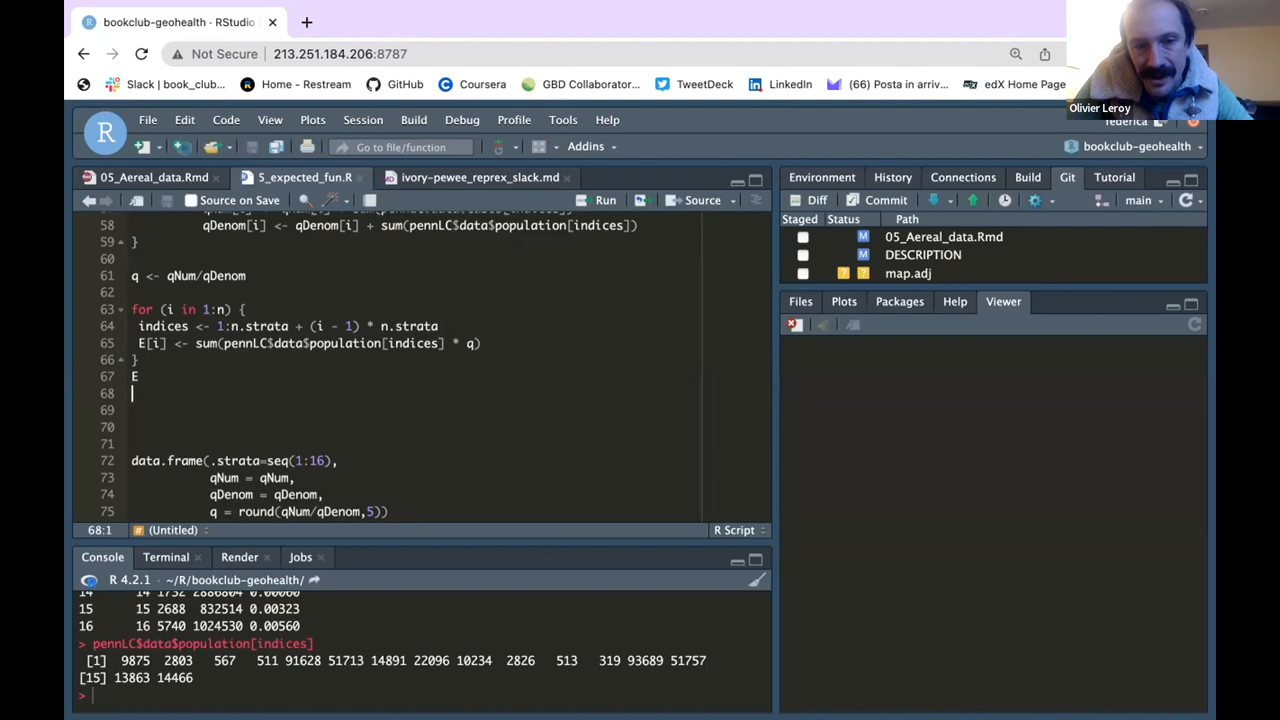 bookclub-geohealth · RStudio
Not Secure 213.251.184.206:8787
Slack | book_club... Home - Restream GitHub Coursera GBD Collaborator... TweetDeck LinkedIn (66) Posta in arriv... edX Home Page
Olivier Leroy
File Edit Code View Plots Session Build Debug Profile Tools Help
federica
Go to file/function Addins bookclub-geohealth
05_Aereal_data.Rmd 5_expected_fun.R ivory-pewee_reprex_slack.md
Source on Save Run Source
58 qDenom[i] <- qDenom[i] + sum(pennLC$data$population[indices])
59 }
60
61 q <- qNum/qDenom
62
63 for (i in 1:n) {
64 indices <- 1:n.strata + (i - 1) * n.strata
65 E[i] <- sum(pennLC$data$population[indices] * q)
66 }
67 E
68
69
70
71
72 data.frame(.strata=seq(1:16),
73 qNum = qNum,
74 qDenom = qDenom,
75 q = round(qNum/qDenom,5))
68:1 (Untitled) R Script
Console Terminal Render Jobs
R 4.2.1 · ~/R/bookclub-geohealth/
14 14 1732 2886804 0.00060
15 15 2688 832514 0.00323
16 16 5740 1024530 0.00560
> pennLC$data$population[indices]
[1] 9875 2803 567 511 91628 51713 14891 22096 10234 2826 513 319 93689 51757
[15] 13863 14466
>
Environment History Connections Build Git Tutorial
Diff Commit main
Staged Status Path
M 05_Aereal_data.Rmd
M DESCRIPTION
? ? map.adj
Files Plots Packages Help Viewer